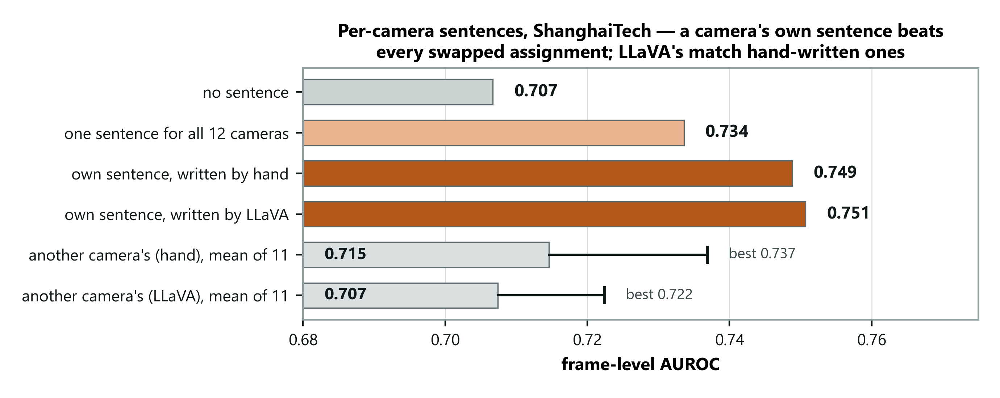 Per-camera sentences, ShanghaiTech — a camera's own sentence beats
every swapped assignment; LLaVA's match hand-written ones
no sentence 0.707
one sentence for all 12 cameras 0.734
own sentence, written by hand 0.749
own sentence, written by LLaVA 0.751
another camera's (hand), mean of 11 0.715 best 0.737
another camera's (LLaVA), mean of 11 0.707 best 0.722
0.68 0.70 0.72 0.74 0.76
frame-level AUROC